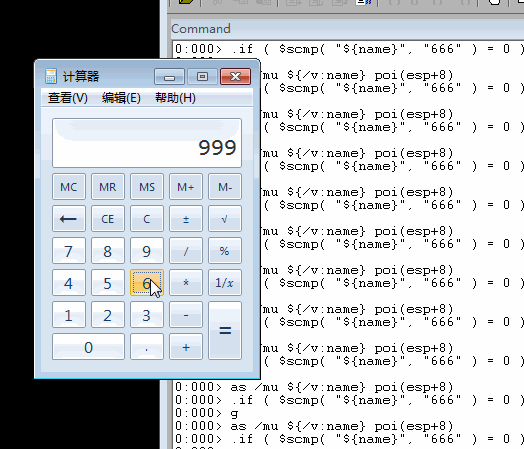 Command
0:000> .if ( $scmp( "${name}", "666" ) = 0 )
/mu ${/v:name} poi(esp+8)
( $scmp( "${name}", "666" ) = 0 )
/mu ${/v:name} poi(esp+8)
( $scmp( "${name}", "666" ) = 0 )
/mu ${/v:name} poi(esp+8)
( $scmp( "${name}", "666" ) = 0 )
/mu ${/v:name} poi(esp+8)
( $scmp( "${name}", "666" ) = 0 )
/mu ${/v:name} poi(esp+8)
( $scmp( "${name}", "666" ) = 0 )
/mu ${/v:name} poi(esp+8)
( $scmp( "${name}", "666" ) = 0 )
/mu ${/v:name} poi(esp+8)
( $scmp( "${name}", "666" ) = 0 )
/mu ${/v:name} poi(esp+8)
( $scmp( "${name}", "666" ) = 0 )
0:000> as /mu ${/v:name} poi(esp+8)
0:000> .if ( $scmp( "${name}", "666" ) = 0 )
0:000> g
0:000> as /mu ${/v:name} poi(esp+8)
0:000> .if ( $scmp( "${name}", "666" ) = 0 )
计算器
查看(V) 编辑(E) 帮助(H)
999
MC MR MS M+ M-
← CE C ± √
7 8 9 / %
4 5 6 * 1/x
1 2 3 - =
0 . +